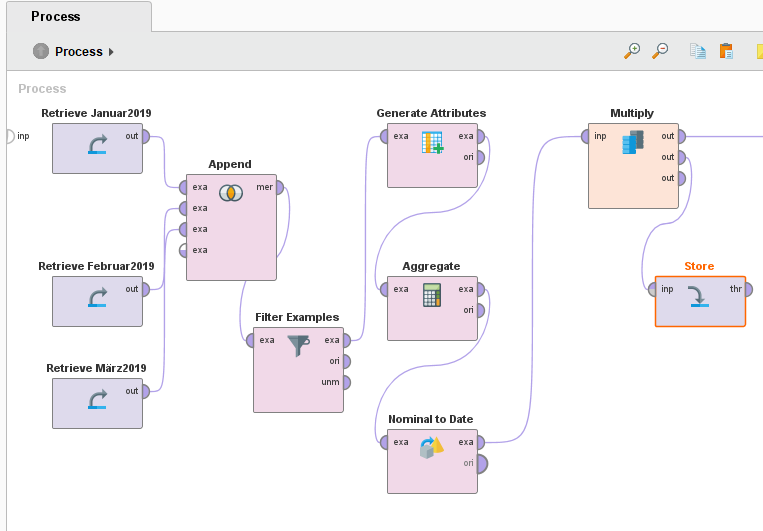 Process
Process
Process
inp
Retrieve Januar2019
out
Append
exa
mer
exa
exa
exa
Retrieve Februar2019
out
Retrieve März2019
out
Filter Examples
exa
exa
ori
unm
Generate Attributes
exa
exa
ori
Aggregate
exa
exa
ori
Nominal to Date
exa
exa
ori
Multiply
inp
out
out
out
Store
inp
thr